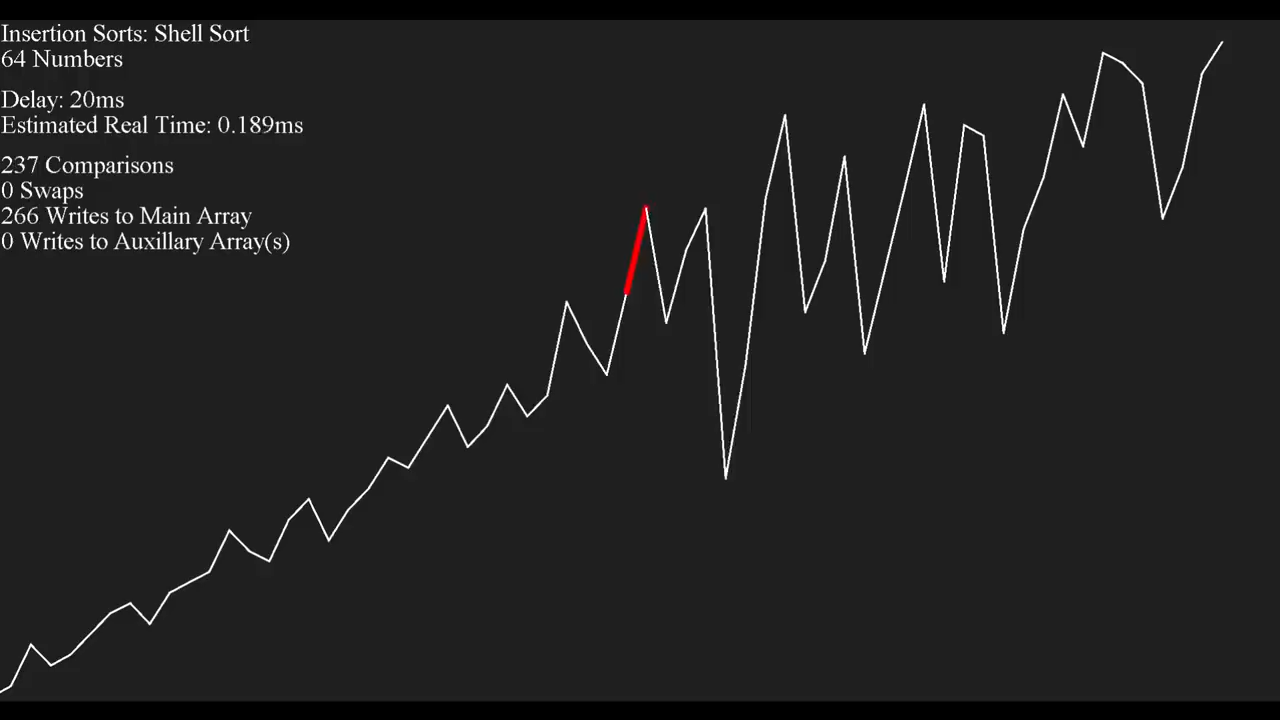 Insertion Sorts: Shell Sort
64 Numbers
Delay: 20ms
Estimated Real Time: 0.189ms
237 Comparisons
0 Swaps
266 Writes to Main Array
0 Writes to Auxillary Array(s)